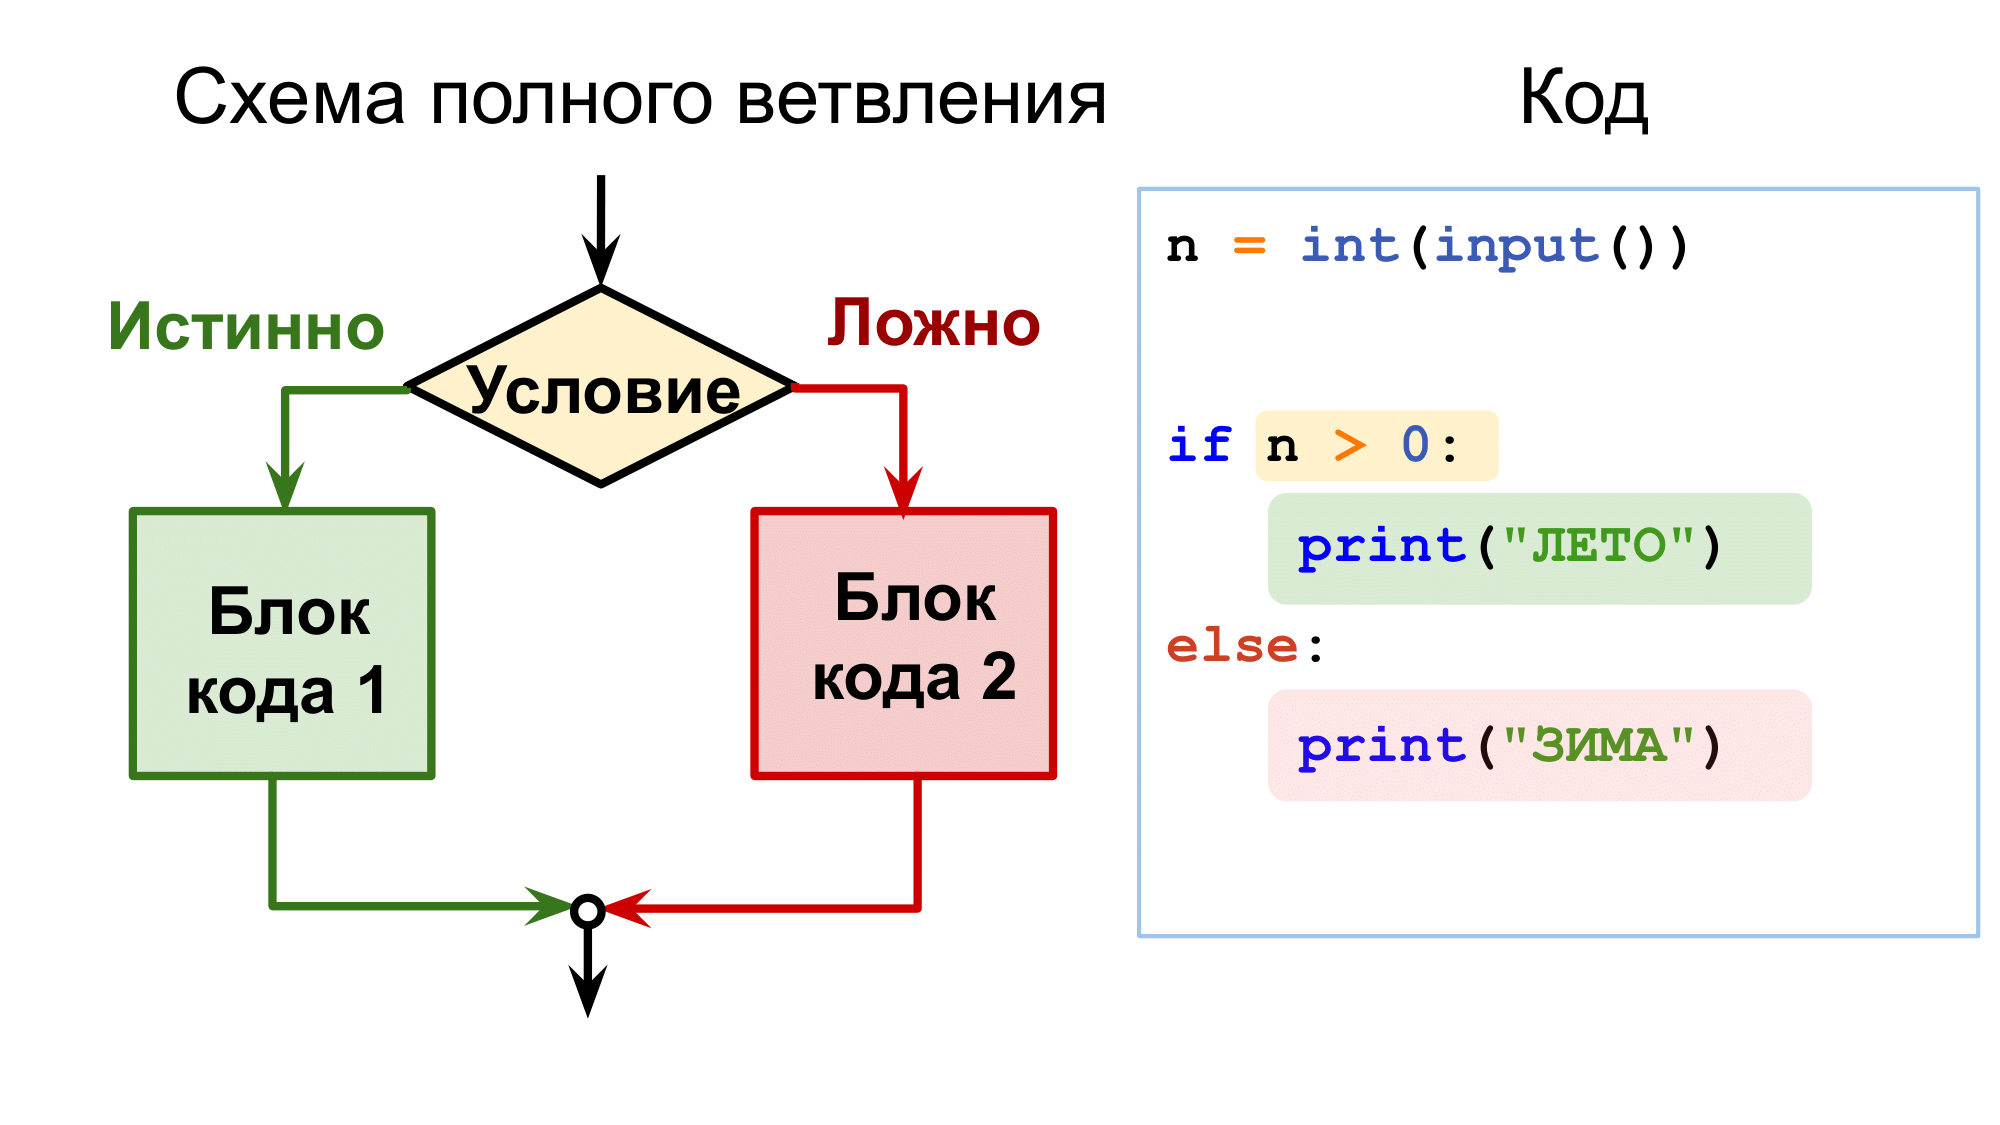 Схема полного ветвления
Истинно
Ложно
Условие
Блок
кода 1
Блок
кода 2
Код
n = int(input())
if n > 0:
    print("ЛЕТО")
else:
    print("ЗИМА")